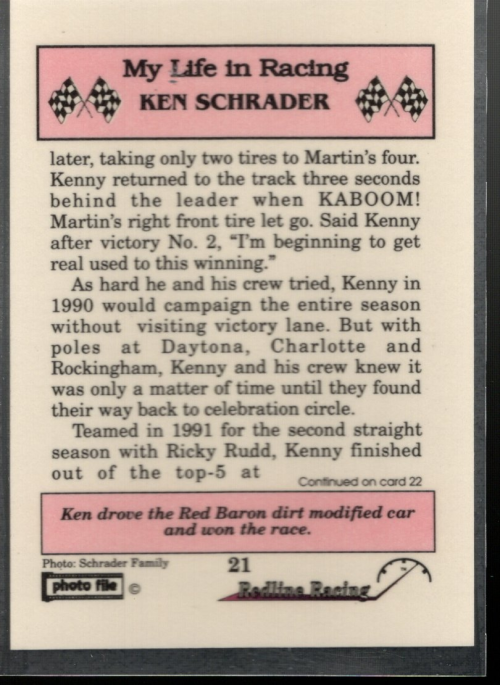 My Life in Racing
KEN SCHRADER
later, taking only two tires to Martin's four.
Kenny returned to the track three seconds
behind the leader when KABOOM!
Martin's right front tire let go. Said Kenny
after victory No. 2, "I'm beginning to get
real used to this winning."
As hard he and his crew tried, Kenny in
1990 would campaign the entire season
without visiting victory lane. But with
poles at Daytona, Charlotte and
Rockingham, Kenny and his crew knew it
was only a matter of time until they found
their way back to celebration circle.
Teamed in 1991 for the second straight
season with Ricky Rudd, Kenny finished
out of the top-5 at
Continued on card 22
Ken drove the Red Baron dirt modified car
and won the race.
Photo: Schrader Family
21
photo file ©
Redline Racing